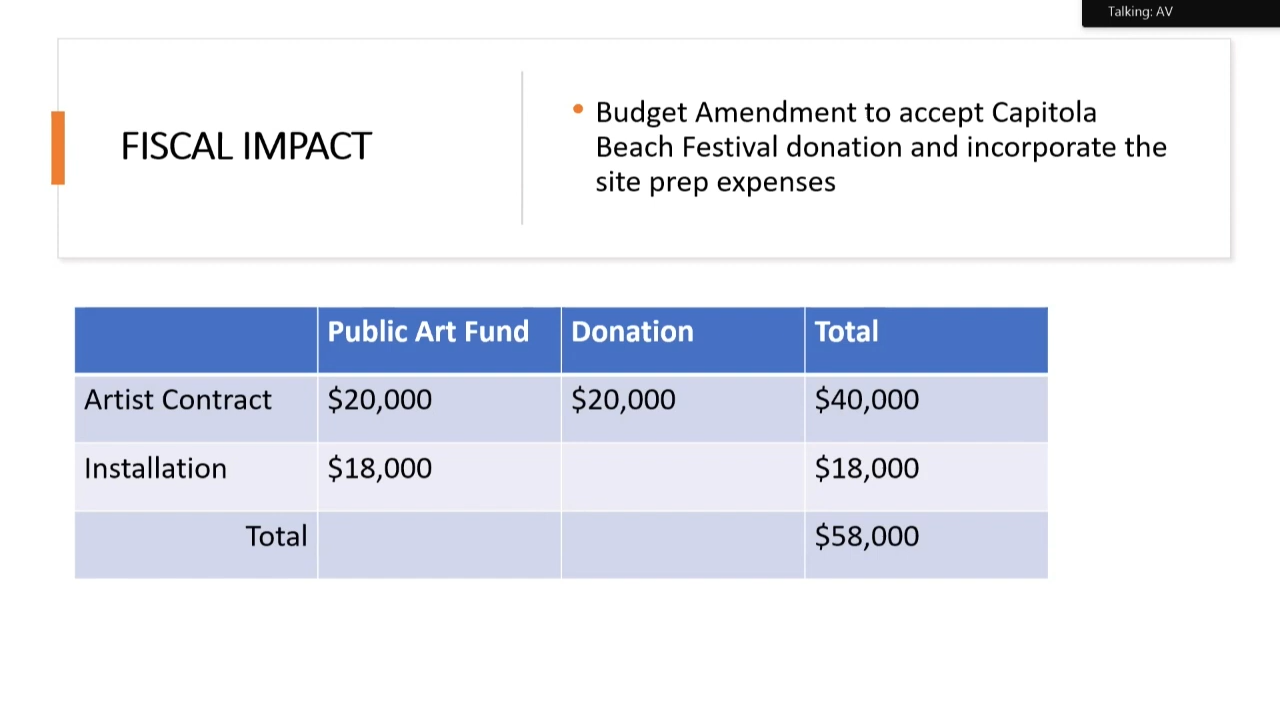 Talking: AV
FISCAL IMPACT
• Budget Amendment to accept Capitola
Beach Festival donation and incorporate the
site prep expenses
Public Art Fund Donation Total
Artist Contract $20,000 $20,000 $40,000
Installation $18,000 $18,000
Total $58,000